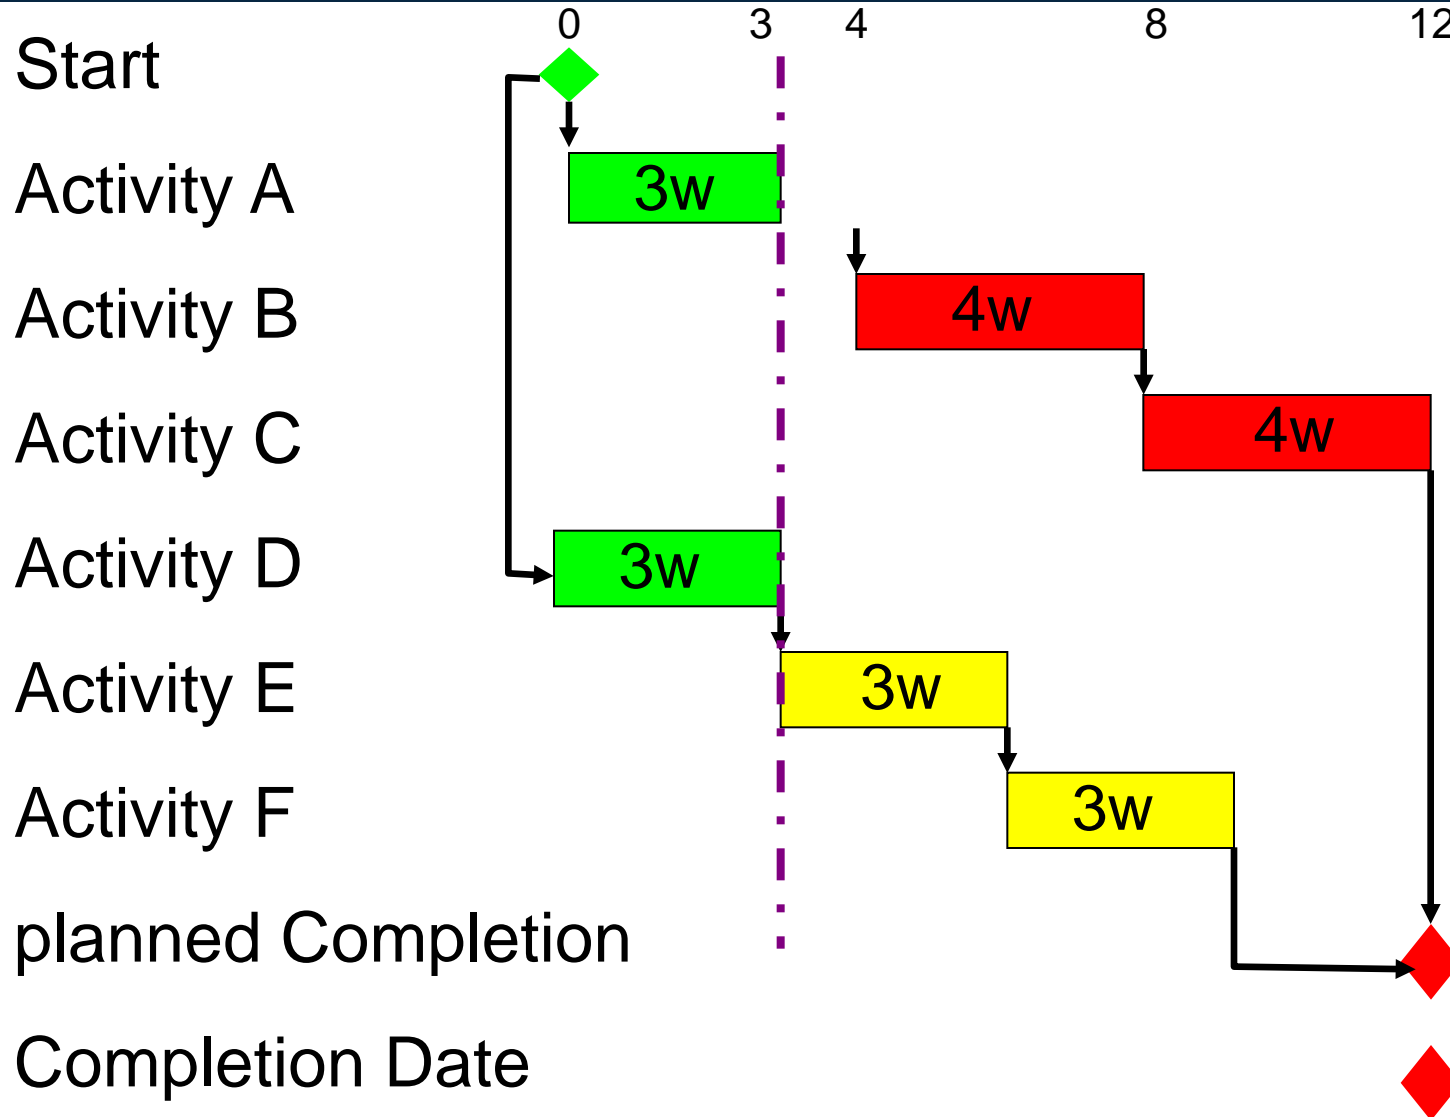 0 3 4 8 12
Start
Activity A 3w
Activity B 4w
Activity C 4w
Activity D 3w
Activity E 3w
Activity F 3w
planned Completion
Completion Date